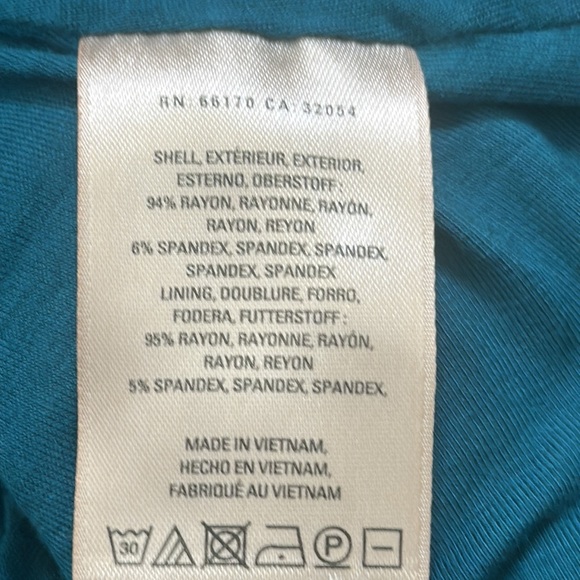 RN: 66170 CA: 32054
SHELL, EXTÉRIEUR, EXTERIOR,
ESTERNO, OBERSTOFF:
94% RAYON, RAYONNE, RAYÓN,
RAYON, REYON
6% SPANDEX, SPANDEX, SPANDEX,
SPANDEX, SPANDEX
LINING, DOUBLURE, FORRO,
FODERA, FUTTERSTOFF:
95% RAYON, RAYONNE, RAYÓN,
RAYON, REYON
5% SPANDEX, SPANDEX, SPANDEX,
MADE IN VIETNAM,
HECHO EN VIETNAM,
FABRIQUÉ AU VIETNAM
30 P